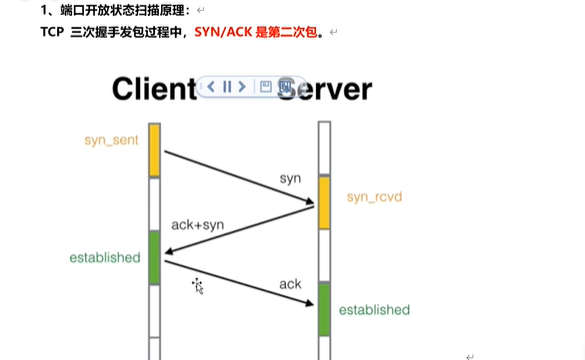 1、端口开放状态扫描原理：
TCP 三次握手发包过程中，SYN/ACK 是第二次包。
Client Server
syn_sent
syn
syn_rcvd
ack+syn
established
ack
established